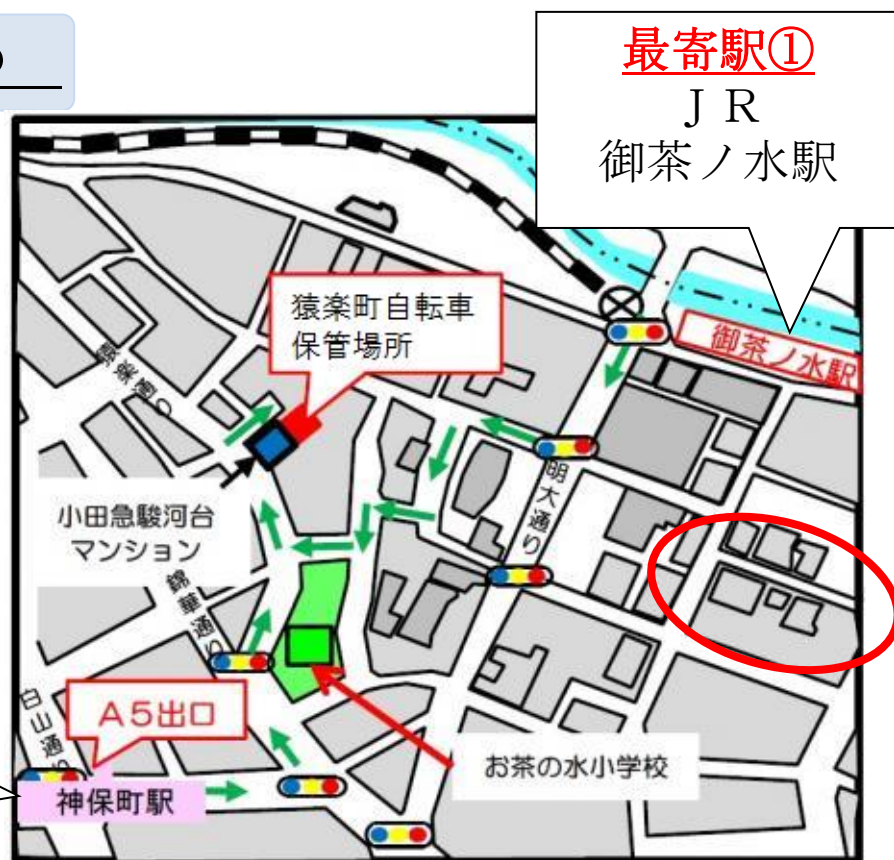 最寄駅①
ＪＲ
御茶ノ水駅
御茶ノ水駅
猿楽町自転車
保管場所
猿楽通り
明大通り
小田急駿河台
マンション
錦華通り
白山通り
A5出口
お茶の水小学校
神保町駅